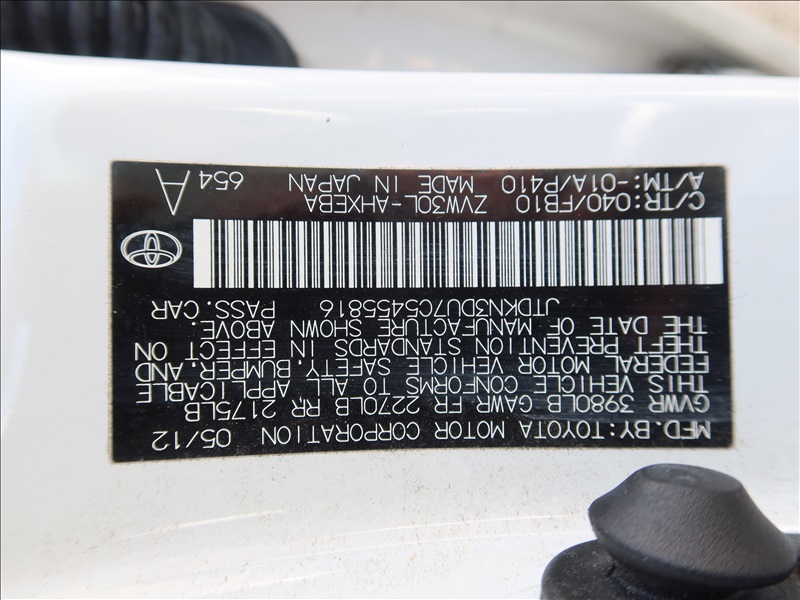 MFD.BY:TOYOTA MOTOR CORPORATION 05/12
GVWR 3980LB GAWR FR 2270LB RR 2175LB
THIS VEHICLE CONFORMS TO ALL APPLICABLE
FEDERAL MOTOR VEHICLE SAFETY,BUMPER,AND
THEFT PREVENTION STANDARDS IN EFFECT ON
THE DATE OF MANUFACTURE SHOWN ABOVE.
JTDKN3DU7C5455816 PASS.CAR
C/TR:040/FB10 ZVW30L-AHXEBA A
A/TM:-01A/P410 MADE IN JAPAN 654